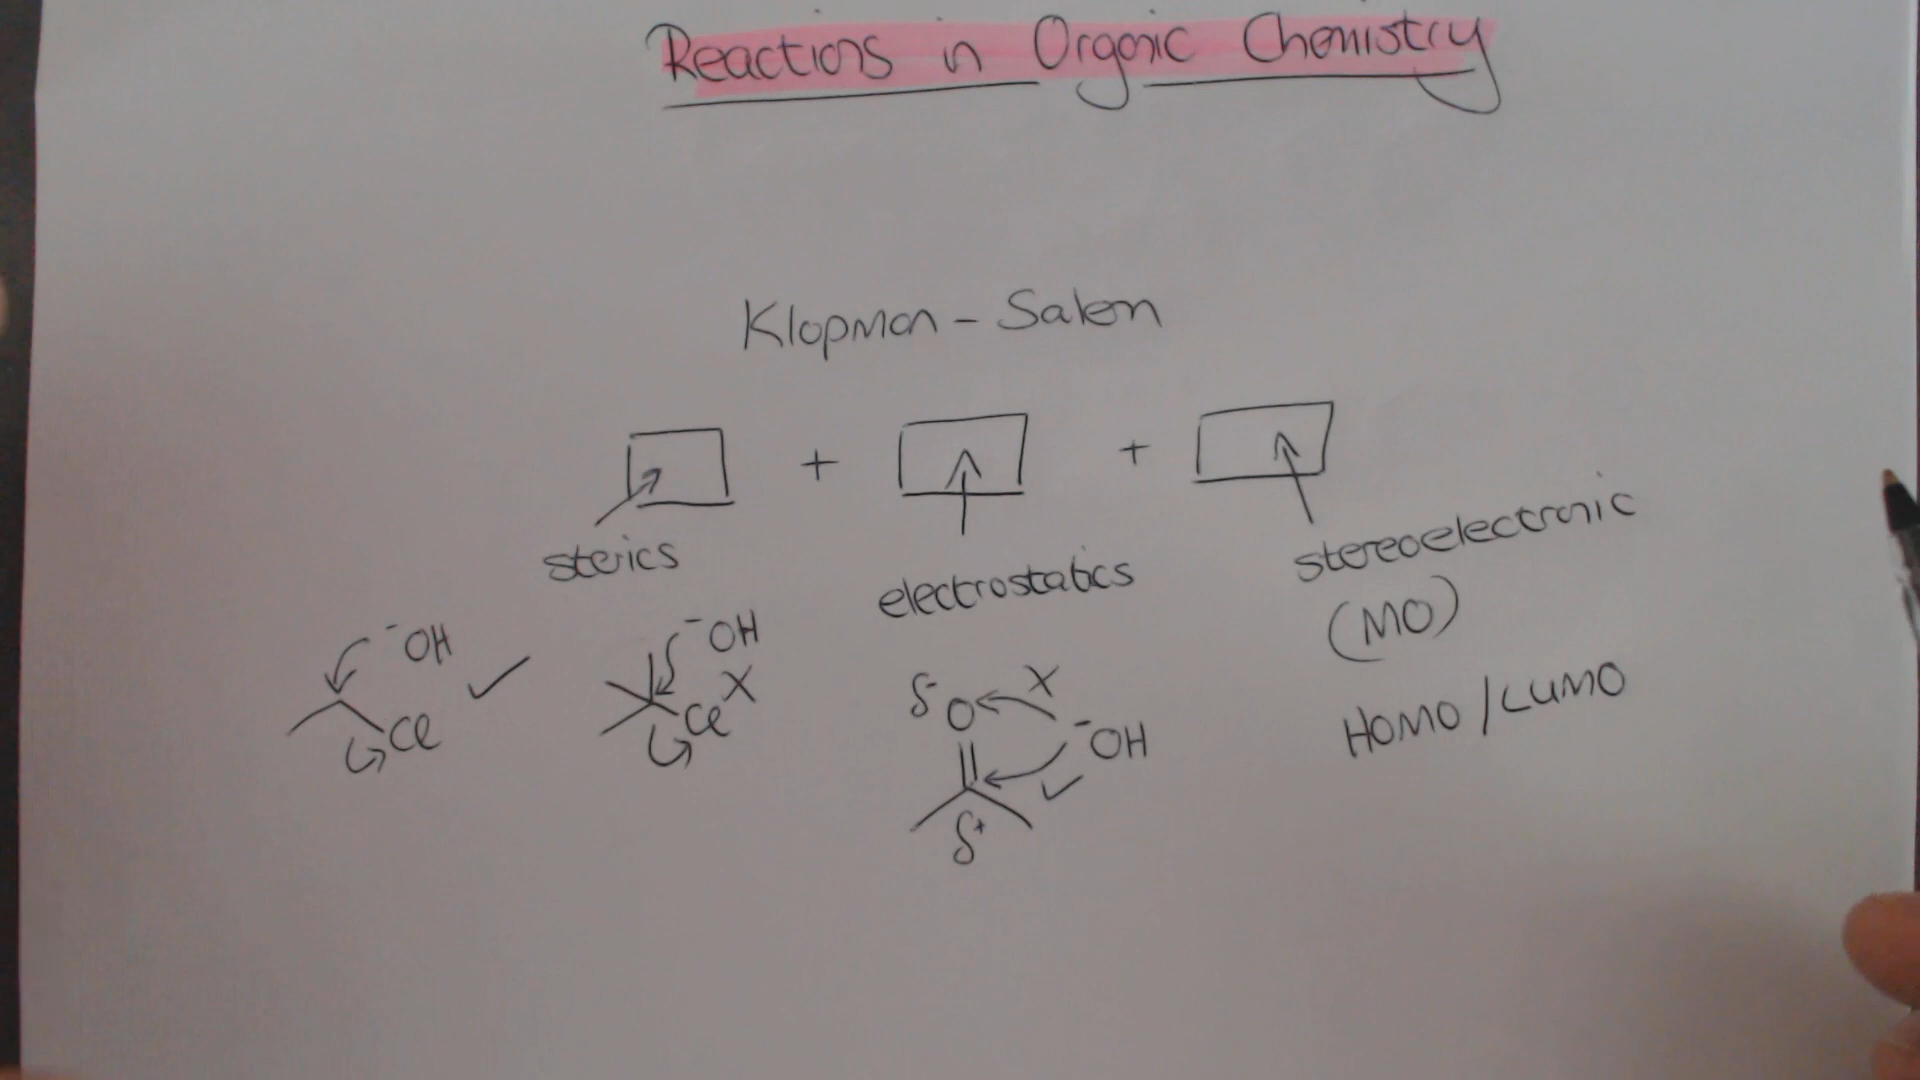 Reactions in Organic Chemistry
Klopman - Salem
+ +
sterics
electrostatics
stereoelectronic
(MO)
HOMO/LUMO
⁻OH ✓
Cl
⁻OH
X
Cl
δ⁻ O X
⁻OH
✓
δ⁺